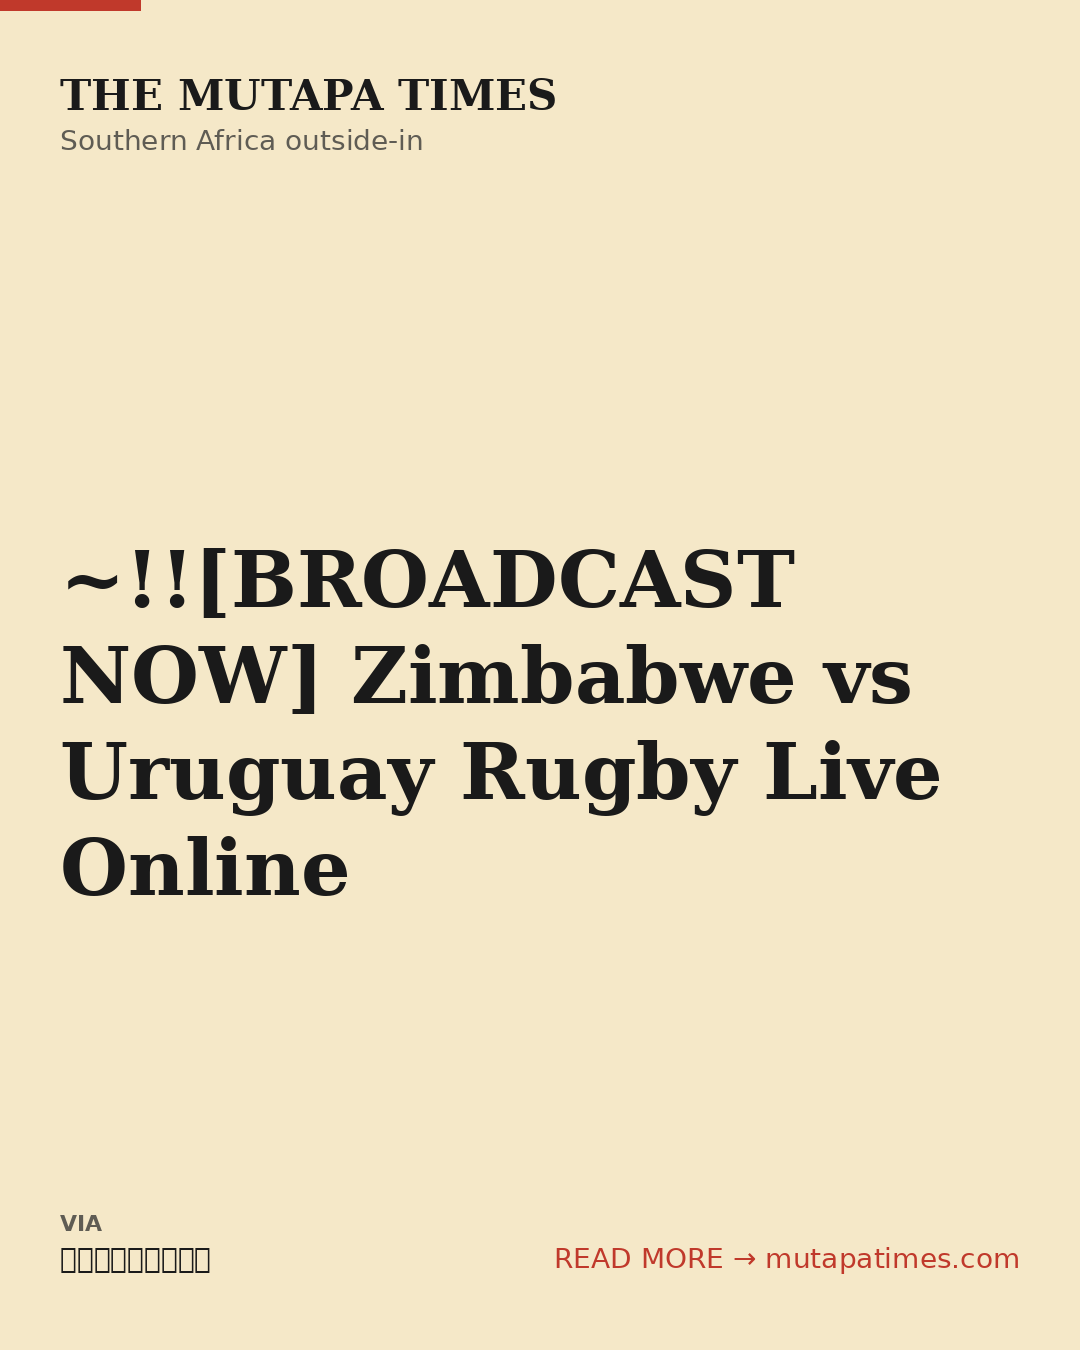 THE MUTAPA TIMES
Southern Africa outside-in
~!![BROADCAST
NOW] Zimbabwe vs
Uruguay Rugby Live
Online
VIA
READ MORE → mutapatimes.com